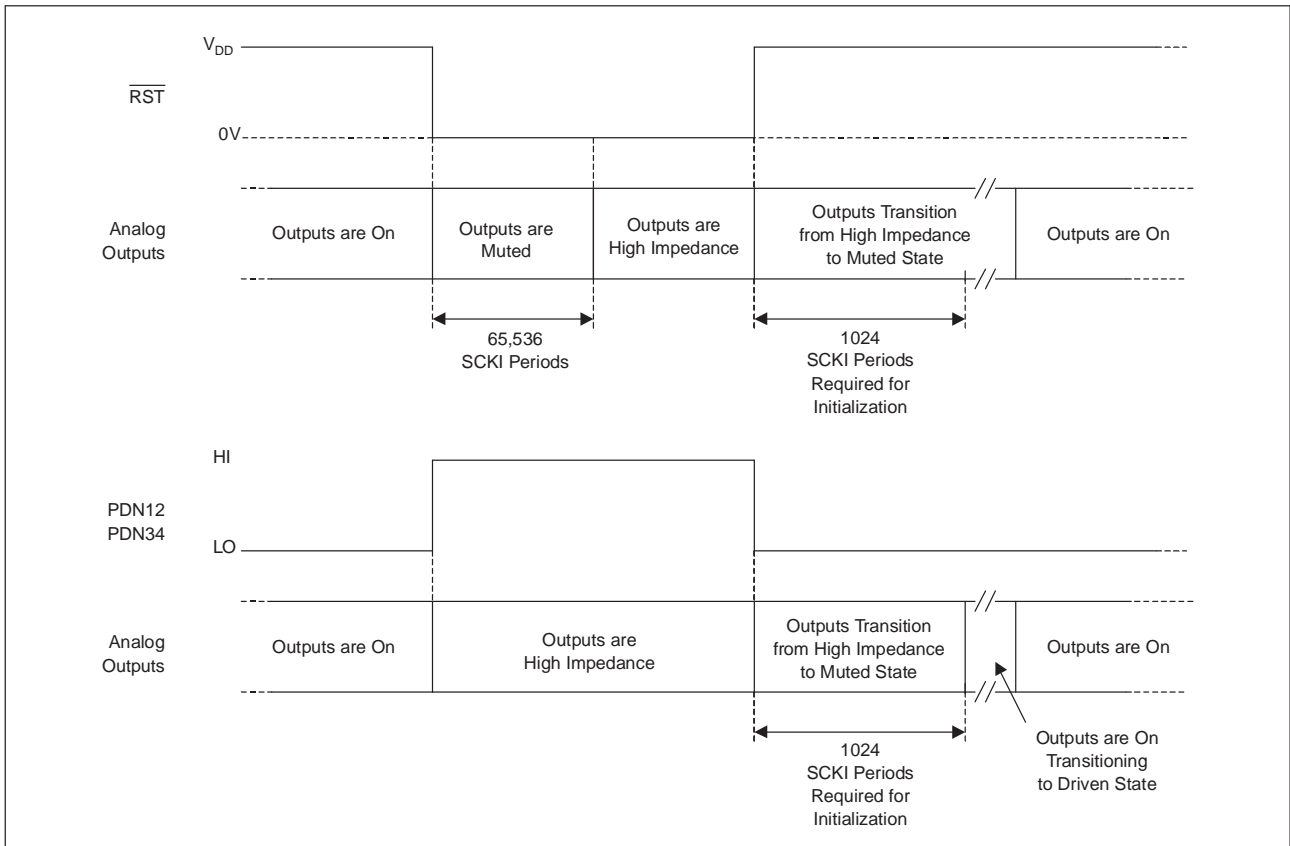 VDD
RST
0V
Analog
Outputs
Outputs are On
Outputs are
Muted
Outputs are
High Impedance
Outputs Transition
from High Impedance
to Muted State
Outputs are On
65,536
SCKI Periods
1024
SCKI Periods
Required for
Initialization
HI
PDN12
PDN34
LO
Analog
Outputs
Outputs are On
Outputs are
High Impedance
Outputs Transition
from High Impedance
to Muted State
Outputs are On
1024
SCKI Periods
Required for
Initialization
Outputs are On
Transitioning
to Driven State